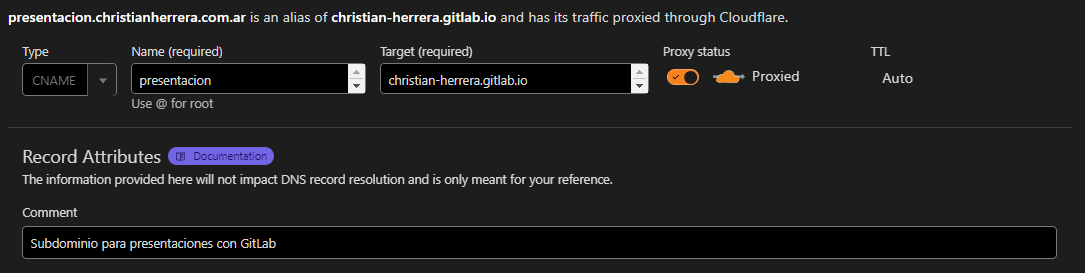 presentacion.christianherrera.com.ar is an alias of christian-herrera.gitlab.io and has its traffic proxied through Cloudflare.
Type Name (required) Target (required) Proxy status TTL
CNAME presentacion christian-herrera.gitlab.io Proxied Auto
Use @ for root
Record Attributes Documentation
The information provided here will not impact DNS record resolution and is only meant for your reference.
Comment
Subdominio para presentaciones con GitLab